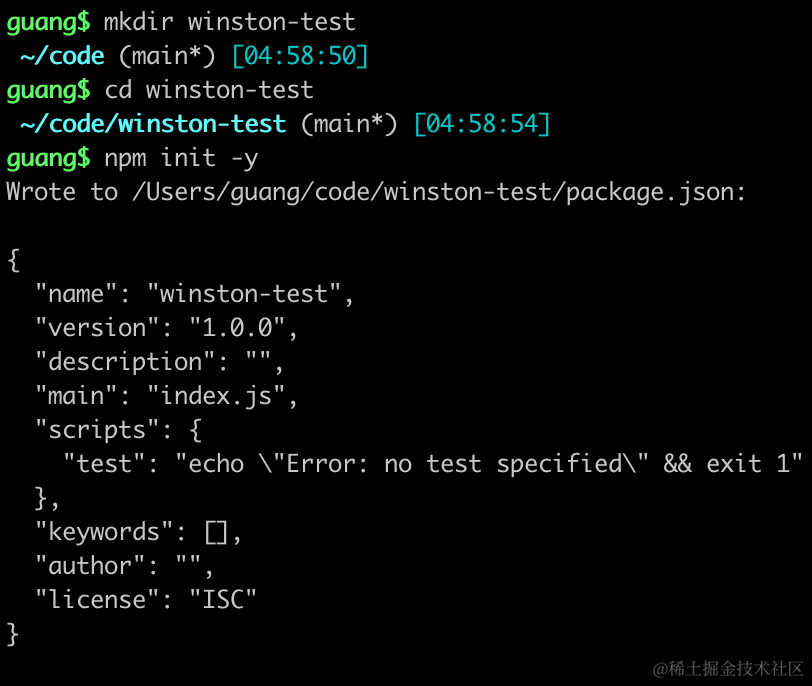 guang$ mkdir winston-test
~/code (main*) [04:58:50]
guang$ cd winston-test
~/code/winston-test (main*) [04:58:54]
guang$ npm init -y
Wrote to /Users/guang/code/winston-test/package.json:
{
  "name": "winston-test",
  "version": "1.0.0",
  "description": "",
  "main": "index.js",
  "scripts": {
    "test": "echo \"Error: no test specified\" && exit 1"
  },
  "keywords": [],
  "author": "",
  "license": "ISC"
}
@稀土掘金技术社区